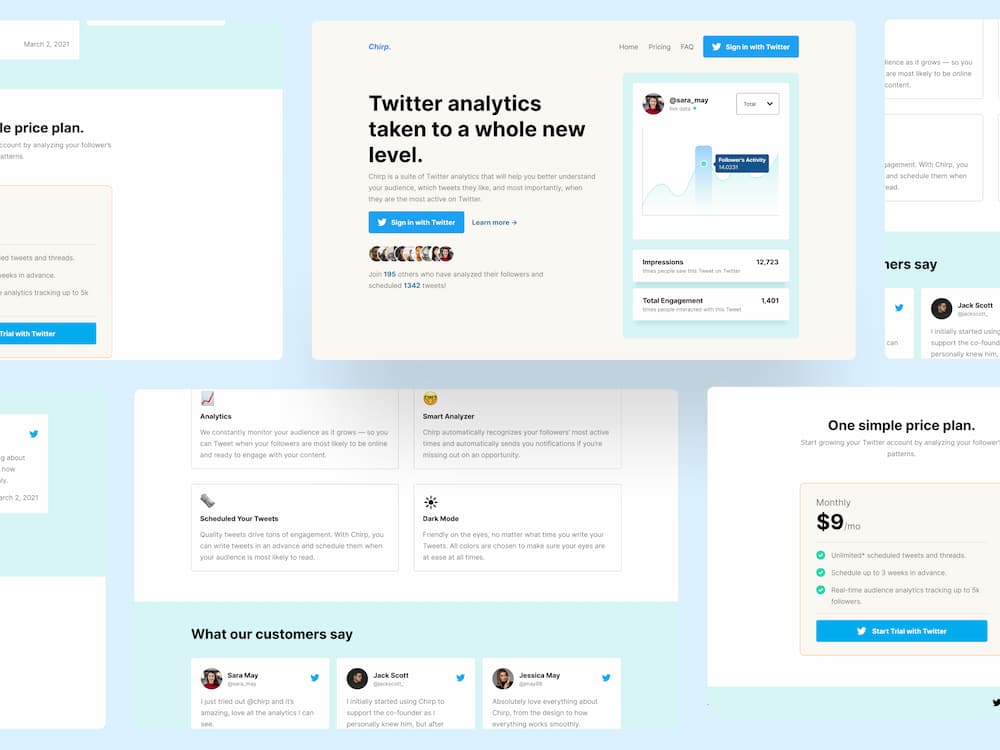 March 2, 2021
le price plan.
ccount by analyzing your follower's
atterns.
ed tweets and threads.
eeks in advance.
analytics tracking up to 5k
Trial with Twitter
Chirp.
Home Pricing FAQ Sign in with Twitter
Twitter analytics
taken to a whole new
level.
Chirp is a suite of Twitter analytics that will help you better understand
your audience, which tweets they like, and most importantly, when
they are the most active on Twitter.
Sign in with Twitter Learn more →
Join 195 others who have analyzed their followers and
scheduled 1342 tweets!
@sara_may
live data
Total
Follower's Activity
14.0231
Impressions 12,723
times people saw this Tweet on Twitter
Total Engagement 1,401
times people interacted with this Tweet
dience as it grows — so you
are most likely to be online
content.
gagement. With Chirp, you
and schedule them when
ead.
mers say
can
Jack Scott
@jackscott_
I initially started using
support the co-founder
personally knew him,
g about
how
ly.
arch 2, 2021
Analytics
We constantly monitor your audience as it grows — so you
can Tweet when your followers are most likely to be online
and ready to engage with your content.
Smart Analyzer
Chirp automatically recognizes your followers' most active
times and automatically sends you notifications if you're
missing out on an opportunity.
Scheduled Your Tweets
Quality tweets drive tons of engagement. With Chirp, you
can write tweets in an advance and schedule them when
your audience is most likely to read.
Dark Mode
Friendly on the eyes, no matter what time you write your
Tweets. All colors are chosen to make sure your eyes are
at ease at all times.
What our customers say
Sara May
@sara_may
I just tried out @chirp and it's
amazing, love all the analytics I can
see.
Jack Scott
@jackscott_
I initially started using Chirp to
support the co-founder as I
personally knew him, but after
Jessica May
@jmay08
Absolutely love everything about
Chirp, from the design to how
everything works smoothly.
One simple price plan.
Start growing your Twitter account by analyzing your follower's
patterns.
Monthly
$9/mo
Unlimited* scheduled tweets and threads.
Schedule up to 3 weeks in advance.
Real-time audience analytics tracking up to 5k
followers.
Start Trial with Twitter